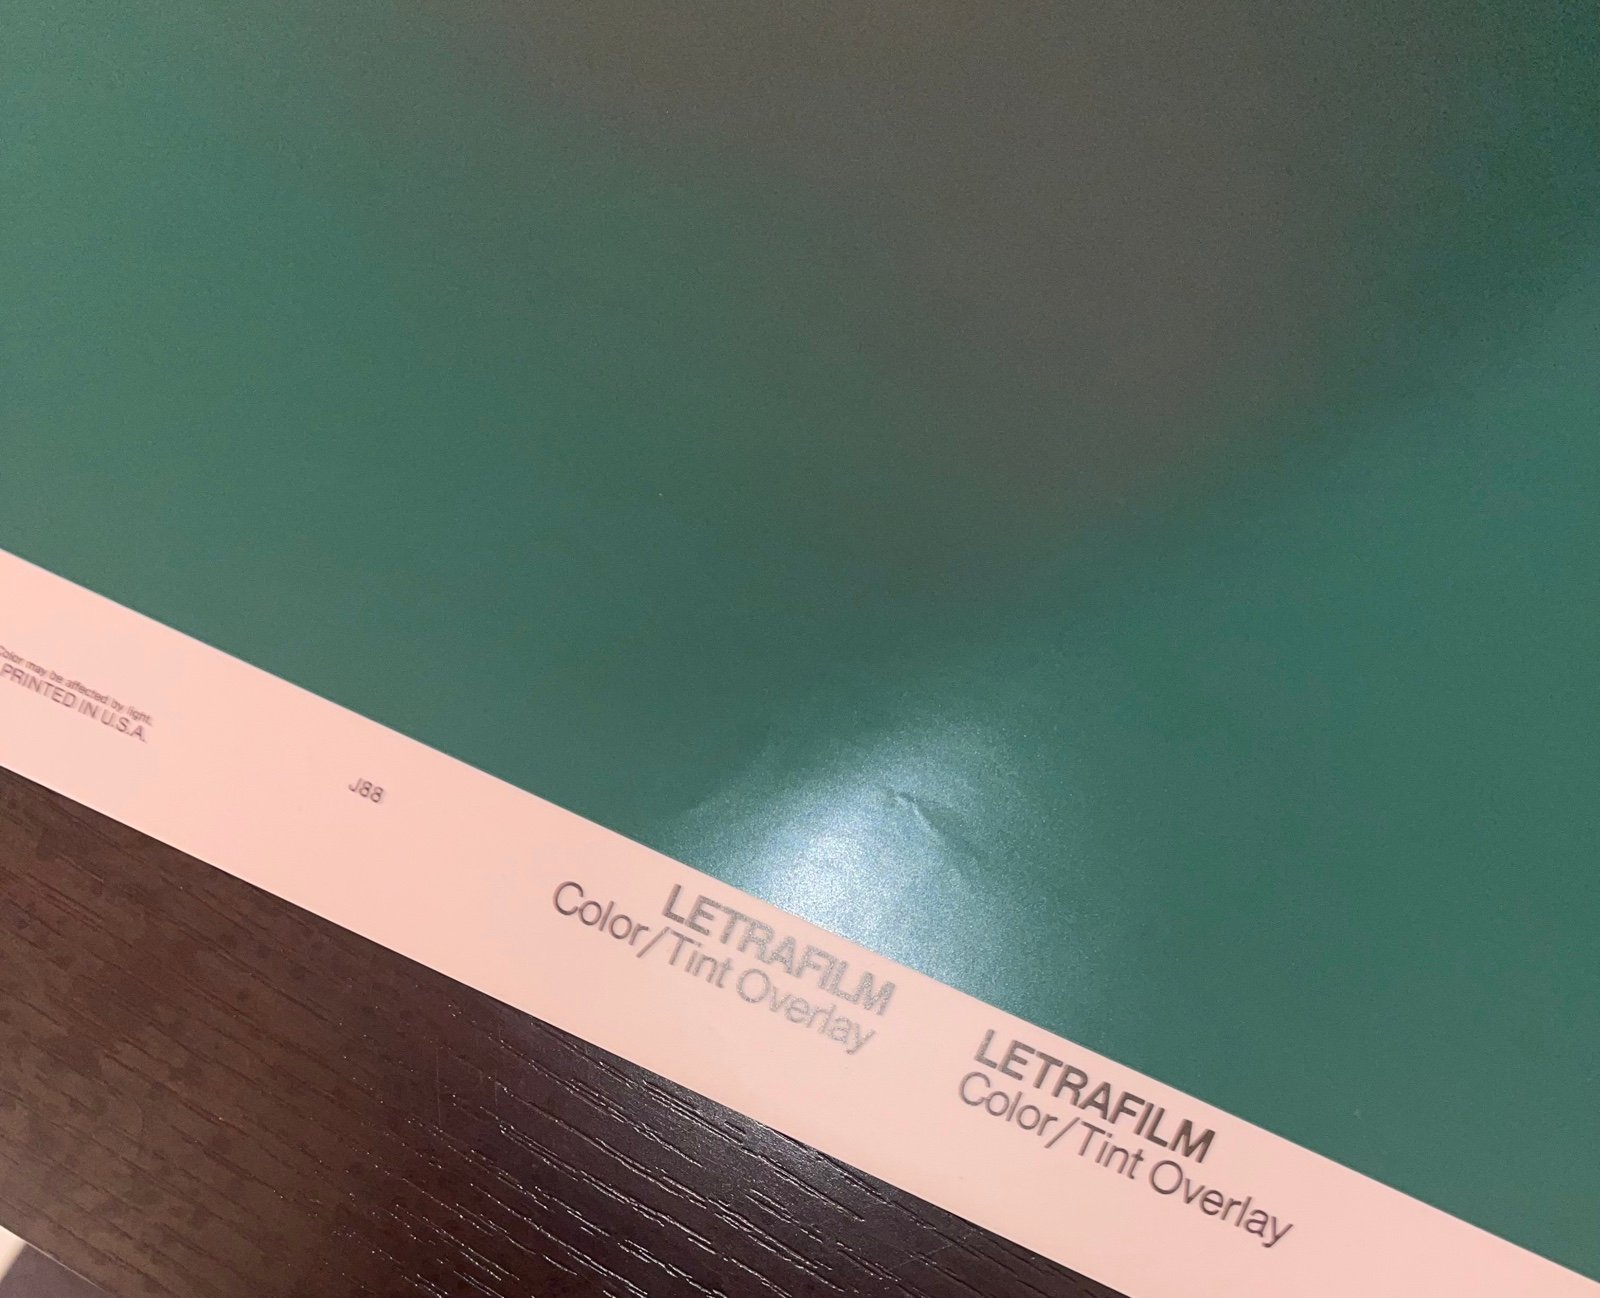 Color may be affected by light.
PRINTED IN U.S.A.
J88
LETRAFILM
Color/Tint Overlay
LETRAFILM
Color/Tint Overlay